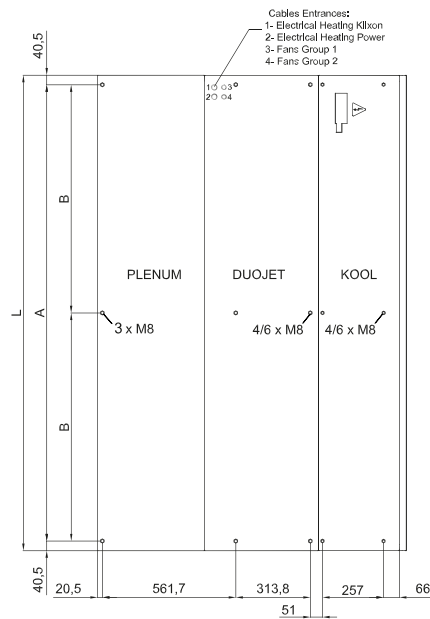 Cables Entrances:
1- Electrical Heating Klixon
2- Electrical Heating Power
3- Fans Group 1
4- Fans Group 2
40,5
1 3
2 4
B
PLENUM DUOJET KOOL
L
A
3 x M8 4/6 x M8 4/6 x M8
B
40,5
20,5 561,7 313,8 257 66
51